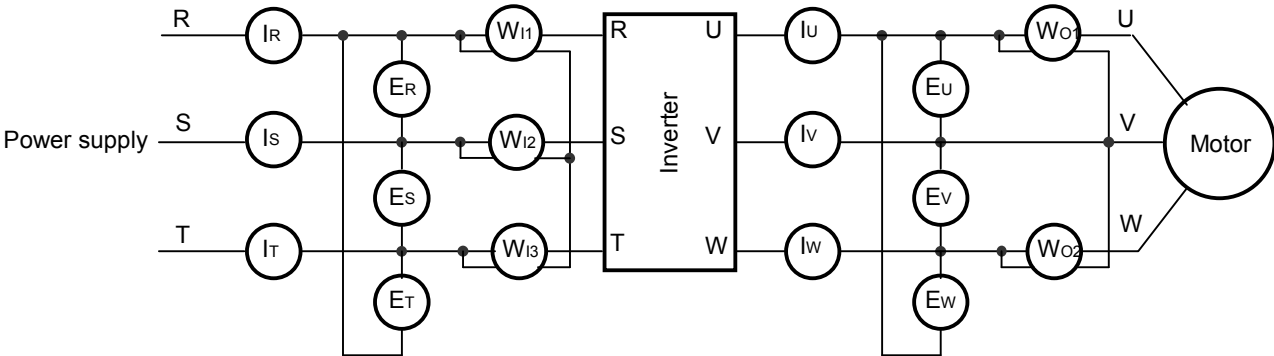 R IR WI1 R U IU WO1 U
ER EU
Power supply S IS WI2 S Inverter V IV V Motor
ES EV
T IT WI3 T W IW WO2 W
ET EW